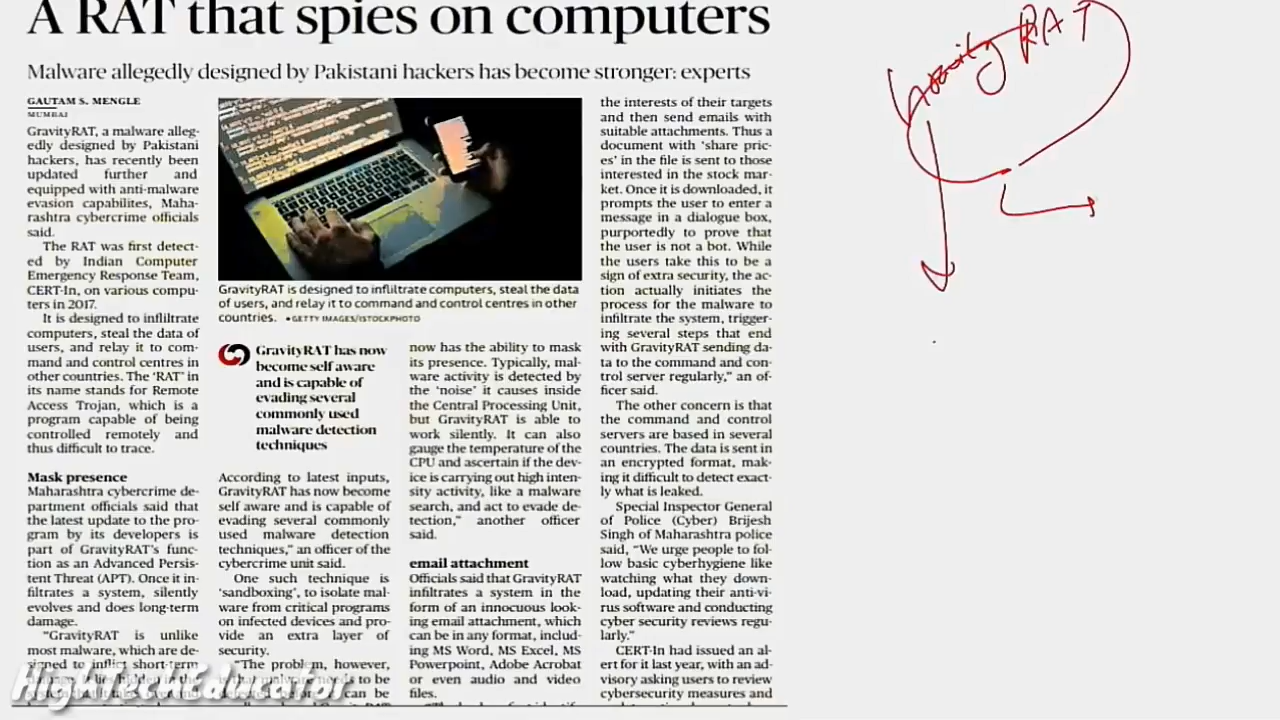 A RAT that spies on computers
Malware allegedly designed by Pakistani hackers has become stronger: experts
GAUTAM S. MENGLE
MUMBAI
GravityRAT, a malware alleg-
edly designed by Pakistani
hackers, has recently been
updated further and
equipped with anti-malware
evasion capabilites, Maha-
rashtra cybercrime officials
said.
The RAT was first detect-
ed by Indian Computer
Emergency Response Team,
CERT-In, on various compu-
ters in 2017.
It is designed to infliltrate
computers, steal the data of
users, and relay it to com-
mand and control centres in
other countries. The ‘RAT’ in
its name stands for Remote
Access Trojan, which is a
program capable of being
controlled remotely and
thus difficult to trace.
Mask presence
Maharashtra cybercrime de-
partment officials said that
the latest update to the pro-
gram by its developers is
part of GravityRAT’s func-
tion as an Advanced Persis-
tent Threat (APT). Once it in-
filtrates a system, silently
evolves and does long-term
damage.
“GravityRAT is unlike
most malware, which are de-
signed to inflict short-term
GravityRAT is designed to infliltrate computers, steal the data
of users, and relay it to command and control centres in other
countries. •GETTY IMAGES/ISTOCKPHOTO
GravityRAT has now
become self aware
and is capable of
evading several
commonly used
malware detection
techniques
According to latest inputs,
GravityRAT has now become
self aware and is capable of
evading several commonly
used malware detection
techniques,” an officer of the
cybercrime unit said.
One such technique is
‘sandboxing’, to isolate mal-
ware from critical programs
on infected devices and pro-
vide an extra layer of
security.
“The problem, however,
needs to be
can be
now has the ability to mask
its presence. Typically, mal-
ware activity is detected by
the ‘noise’ it causes inside
the Central Processing Unit,
but GravityRAT is able to
work silently. It can also
gauge the temperature of the
CPU and ascertain if the dev-
ice is carrying out high inten-
sity activity, like a malware
search, and act to evade de-
tection,” another officer
said.
email attachment
Officials said that GravityRAT
infiltrates a system in the
form of an innocuous look-
ing email attachment, which
can be in any format, includ-
ing MS Word, MS Excel, MS
Powerpoint, Adobe Acrobat
or even audio and video
files.
the interests of their targets
and then send emails with
suitable attachments. Thus a
document with ‘share pric-
es’ in the file is sent to those
interested in the stock mar-
ket. Once it is downloaded, it
prompts the user to enter a
message in a dialogue box,
purportedly to prove that
the user is not a bot. While
the users take this to be a
sign of extra security, the ac-
tion actually initiates the
process for the malware to
infiltrate the system, trigger-
ing several steps that end
with GravityRAT sending da-
ta to the command and con-
trol server regularly,” an of-
ficer said.
The other concern is that
the command and control
servers are based in several
countries. The data is sent in
an encrypted format, mak-
ing it difficult to detect exact-
ly what is leaked.
Special Inspector General
of Police (Cyber) Brijesh
Singh of Maharashtra police
said, “We urge people to fol-
low basic cyberhygiene like
watching what they down-
load, updating their anti-vi-
rus software and conducting
cyber security reviews regu-
larly.”
CERT-In had issued an al-
ert for it last year, with an ad-
visory asking users to review
cybersecurity measures and
Gravity RAT
HighTechEducator